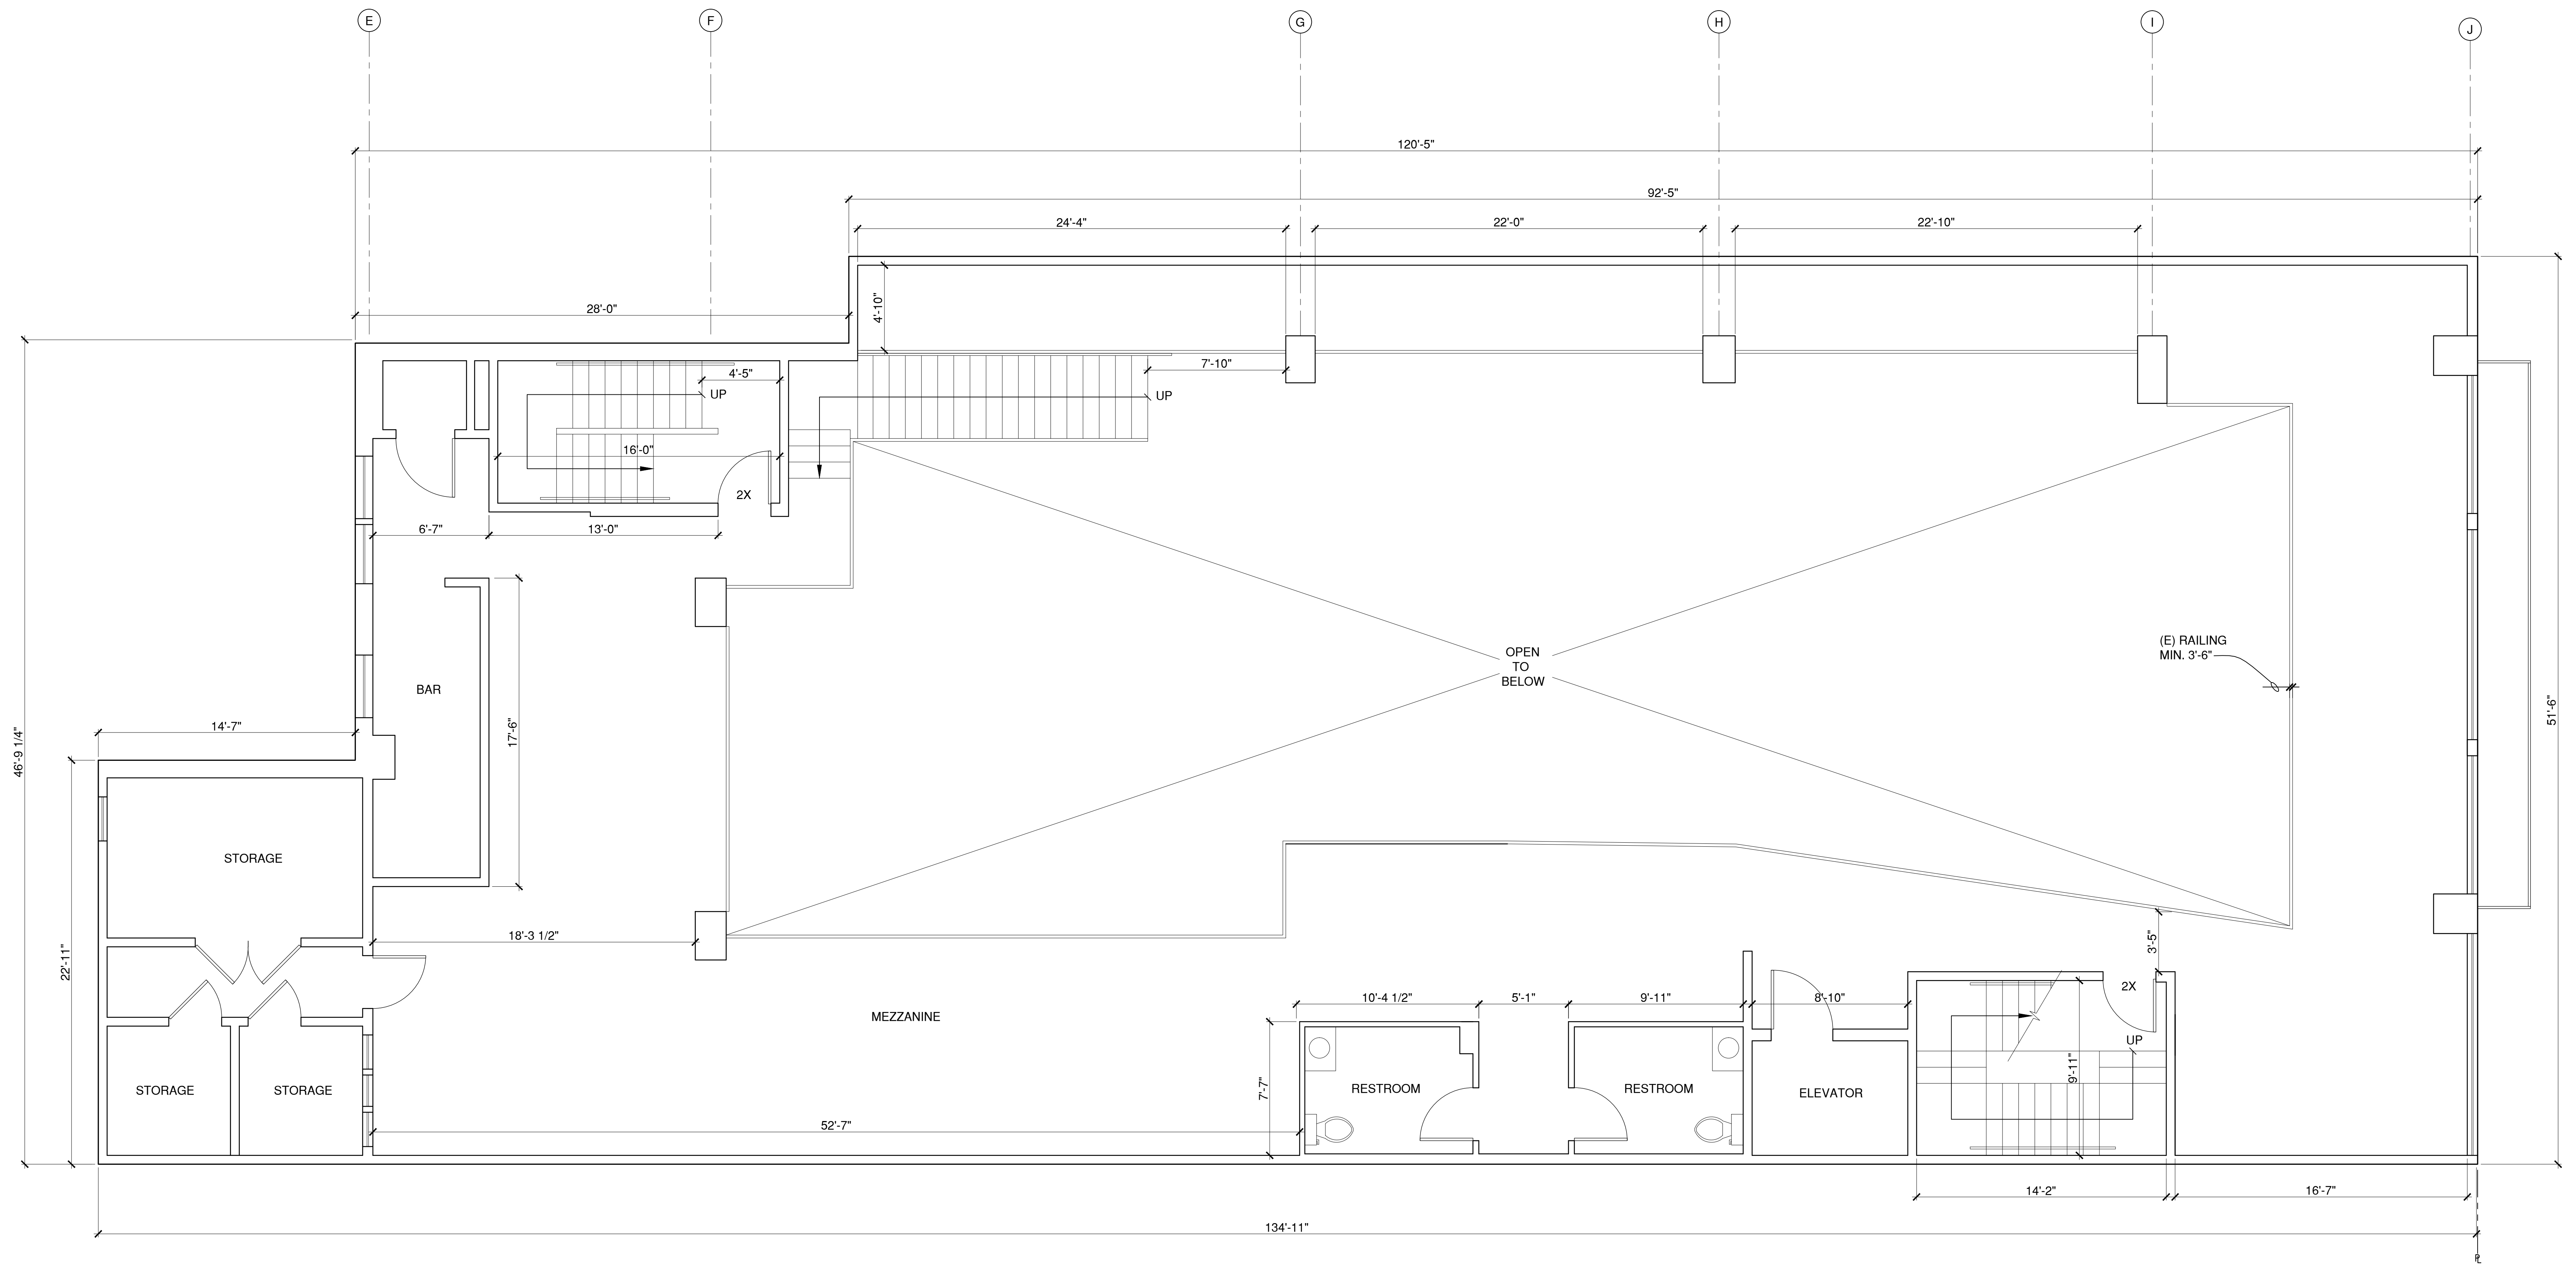 E
F
G
H
I
J
120'-5"
92'-5"
24'-4"
22'-0"
22'-10"
28'-0"
4'-10"
4'-5"
7'-10"
UP
UP
16'-0"
2X
6'-7"
13'-0"
OPEN
TO
BELOW
(E) RAILING
MIN. 3'-6"
BAR
17'-6"
14'-7"
46'-9 1/4"
51'-6"
STORAGE
18'-3 1/2"
22'-11"
3'-5"
2X
10'-4 1/2"
5'-1"
9'-11"
8'-10"
MEZZANINE
UP
7'-7"
9'-11"
STORAGE
STORAGE
RESTROOM
RESTROOM
ELEVATOR
52'-7"
14'-2"
16'-7"
134'-11"
PL